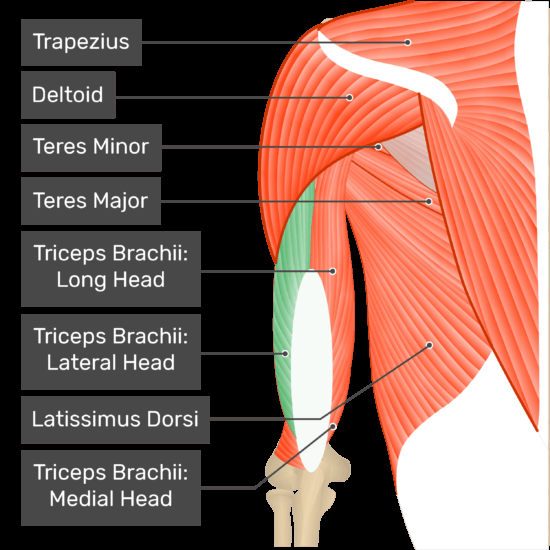 Trapezius
Deltoid
Teres Minor
Teres Major
Triceps Brachii:
Long Head
Triceps Brachii:
Lateral Head
Latissimus Dorsi
Triceps Brachii:
Medial Head